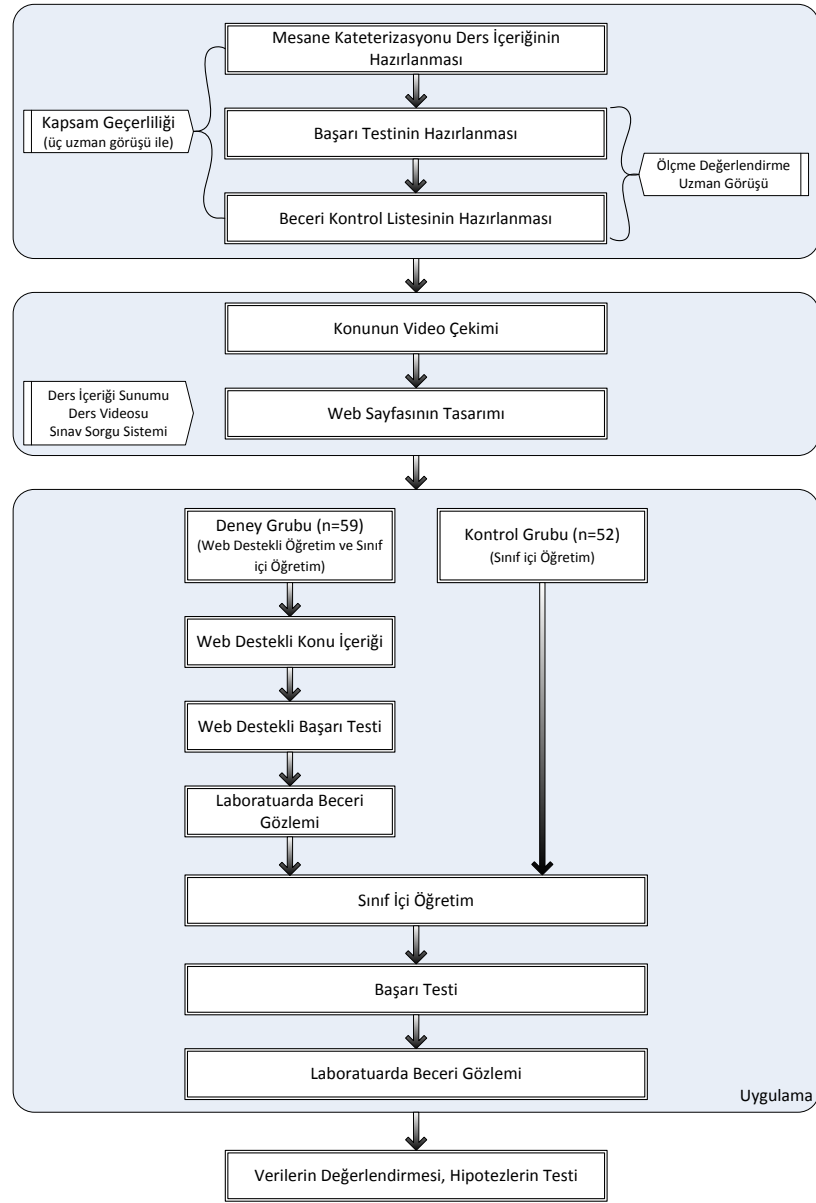 Mesane Kateterizasyonu Ders İçeriğinin
Hazırlanması
Kapsam Geçerliliği
(üç uzman görüşü ile)
Başarı Testinin Hazırlanması
Ölçme Değerlendirme
Uzman Görüşü
Beceri Kontrol Listesinin Hazırlanması
Konunun Video Çekimi
Ders İçeriği Sunumu
Ders Videosu
Sınav Sorgu Sistemi
Web Sayfasının Tasarımı
Deney Grubu (n=59)
(Web Destekli Öğretim ve Sınıf
içi Öğretim)
Kontrol Grubu (n=52)
(Sınıf içi Öğretim)
Web Destekli Konu İçeriği
Web Destekli Başarı Testi
Laboratuarda Beceri
Gözlemi
Sınıf İçi Öğretim
Başarı Testi
Laboratuarda Beceri Gözlemi
Uygulama
Verilerin Değerlendirmesi, Hipotezlerin Testi